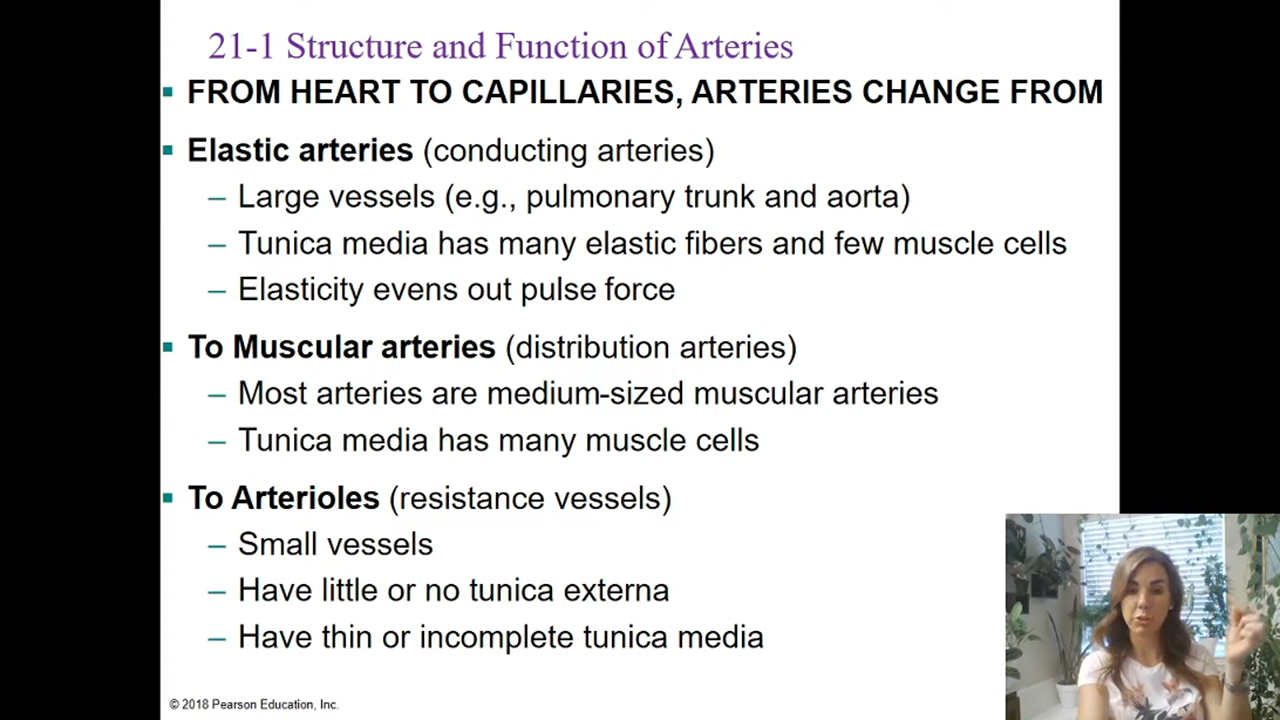 21-1 Structure and Function of Arteries
▪ FROM HEART TO CAPILLARIES, ARTERIES CHANGE FROM
▪ Elastic arteries (conducting arteries)
– Large vessels (e.g., pulmonary trunk and aorta)
– Tunica media has many elastic fibers and few muscle cells
– Elasticity evens out pulse force
▪ To Muscular arteries (distribution arteries)
– Most arteries are medium-sized muscular arteries
– Tunica media has many muscle cells
▪ To Arterioles (resistance vessels)
– Small vessels
– Have little or no tunica externa
– Have thin or incomplete tunica media
© 2018 Pearson Education, Inc.